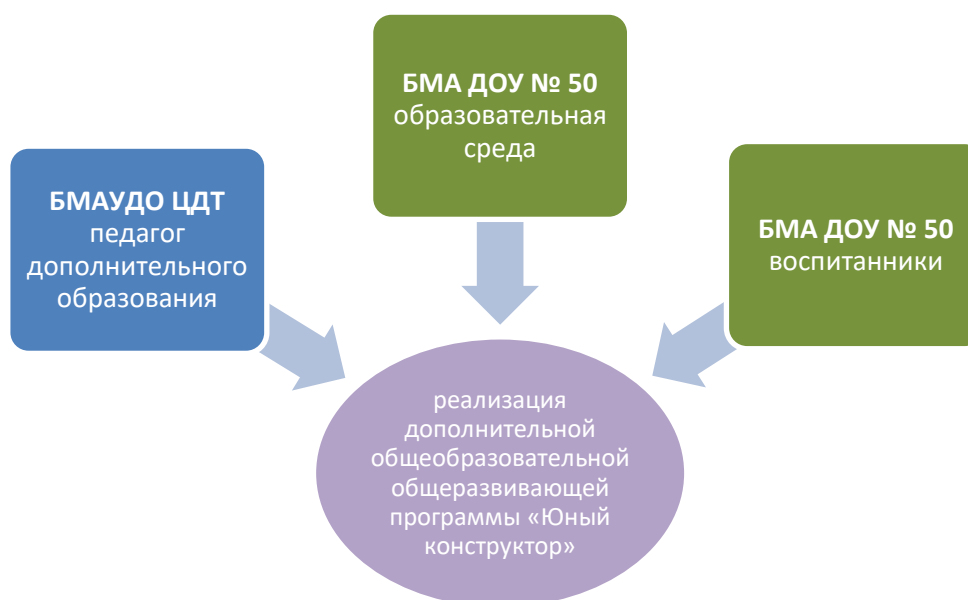 БМАУДО ЦДТ
педагог
дополнительного
образования
БМА ДОУ № 50
образовательная
среда
БМА ДОУ № 50
воспитанники
реализация
дополнительной
общеобразовательной
общеразвивающей
программы «Юный
конструктор»